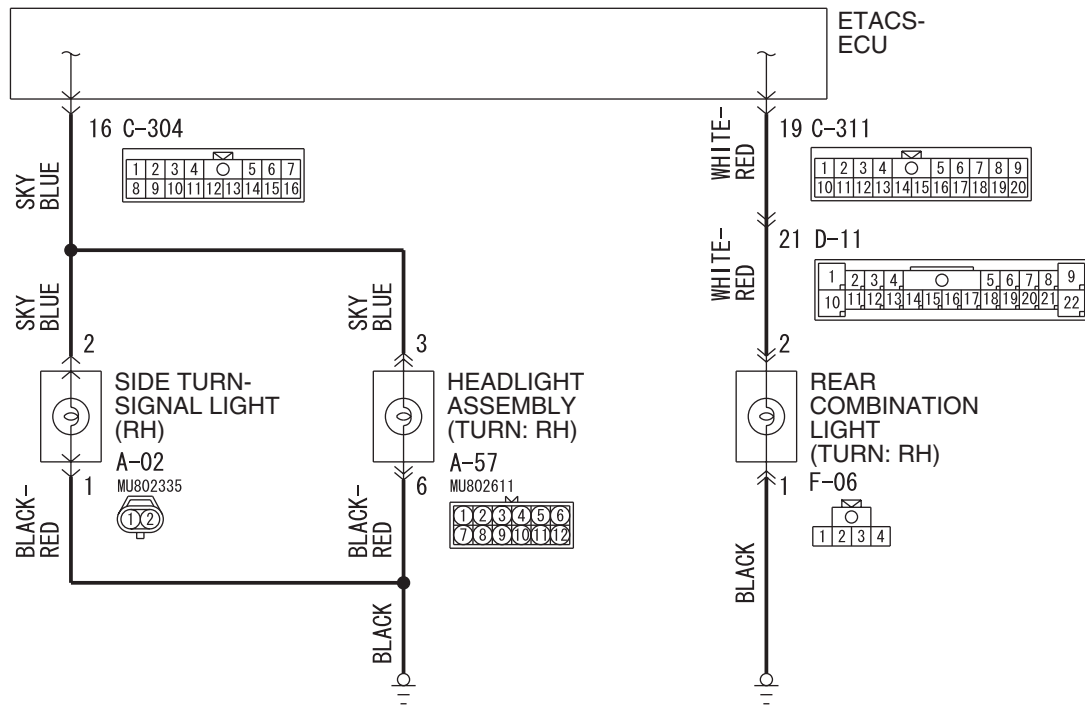 ETACS-
ECU
16 C-304
1 2 3 4 5 6 7
8 9 10 11 12 13 14 15 16
SKY
BLUE
19 C-311
1 2 3 4 5 6 7 8 9
10 11 12 13 14 15 16 17 18 19 20
WHITE-
RED
21 D-11
1 2 3 4 5 6 7 8 9
10 11 12 13 14 15 16 17 18 19 20 21 22
WHITE-
RED
SKY
BLUE
SKY
BLUE
2
SIDE TURN-
SIGNAL LIGHT
(RH)
A-02
MU802335
1 2
1
3
HEADLIGHT
ASSEMBLY
(TURN: RH)
A-57
MU802611
1 2 3 4 5 6
7 8 9 10 11 12
6
2
REAR
COMBINATION
LIGHT
(TURN: RH)
F-06
1 2 3 4
1
BLACK-
RED
BLACK-
RED
BLACK
BLACK